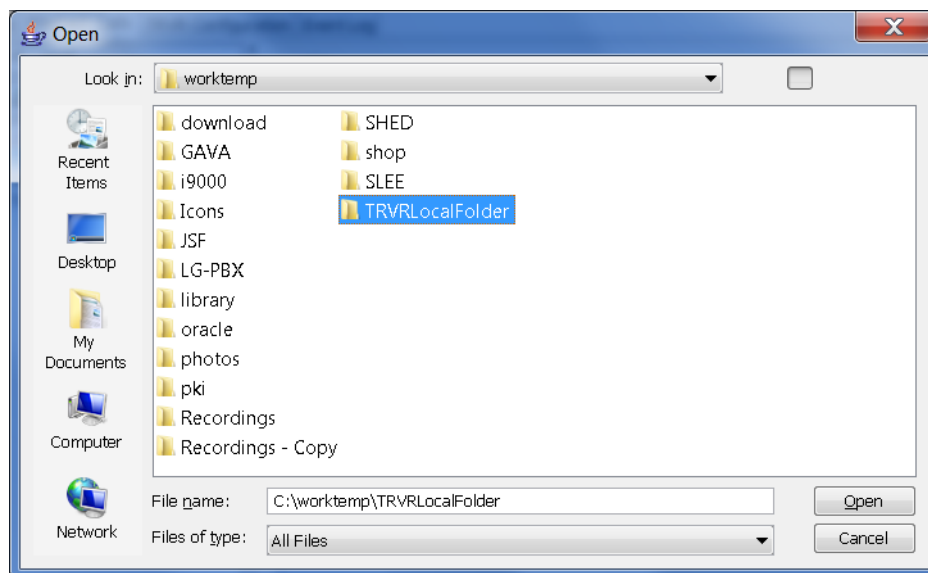 Open
Look in: worktemp
Recent
Items
Desktop
My
Documents
Computer
Network
download
GAVA
i9000
Icons
JSF
LG-PBX
library
oracle
photos
pki
Recordings
Recordings - Copy
SHED
shop
SLEE
TRVRLocalFolder
File name: C:\worktemp\TRVRLocalFolder
Open
Files of type: All Files
Cancel